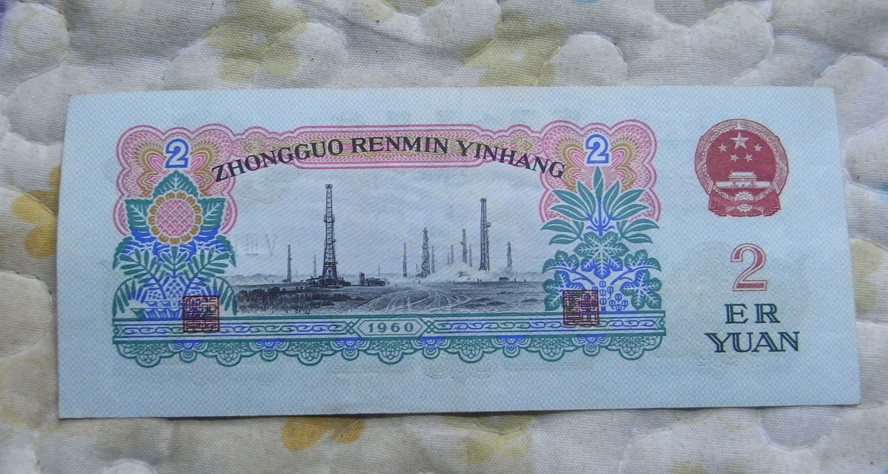 2
2
ZHONGGUO RENMIN YINHANG
1960
2
ER
YUAN